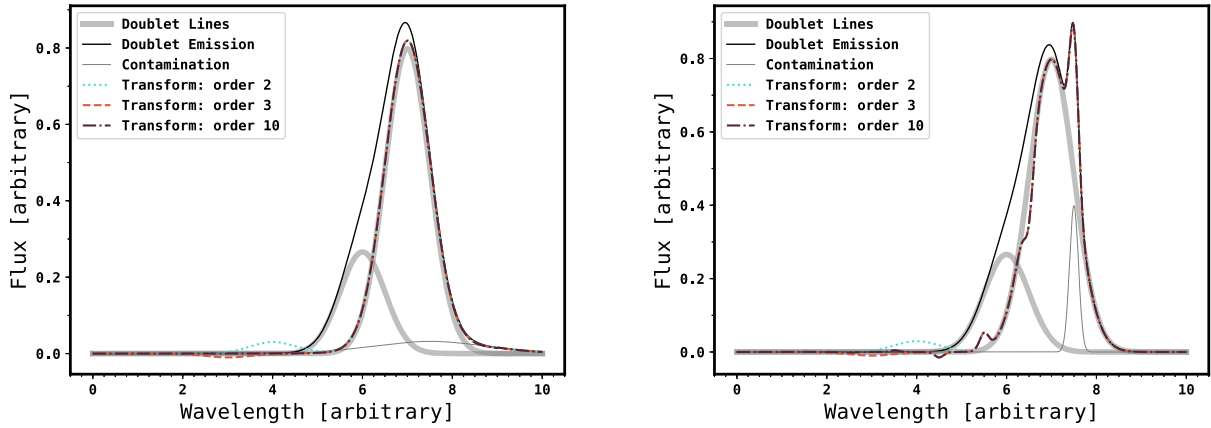 Doublet Lines
Doublet Emission
Contamination
Transform: order 2
Transform: order 3
Transform: order 10
0.8
0.6
0.4
0.2
0.0
Flux [arbitrary]
0 2 4 6 8 10
Wavelength [arbitrary]
Doublet Lines
Doublet Emission
Contamination
Transform: order 2
Transform: order 3
Transform: order 10
0.8
0.6
0.4
0.2
0.0
Flux [arbitrary]
0 2 4 6 8 10
Wavelength [arbitrary]